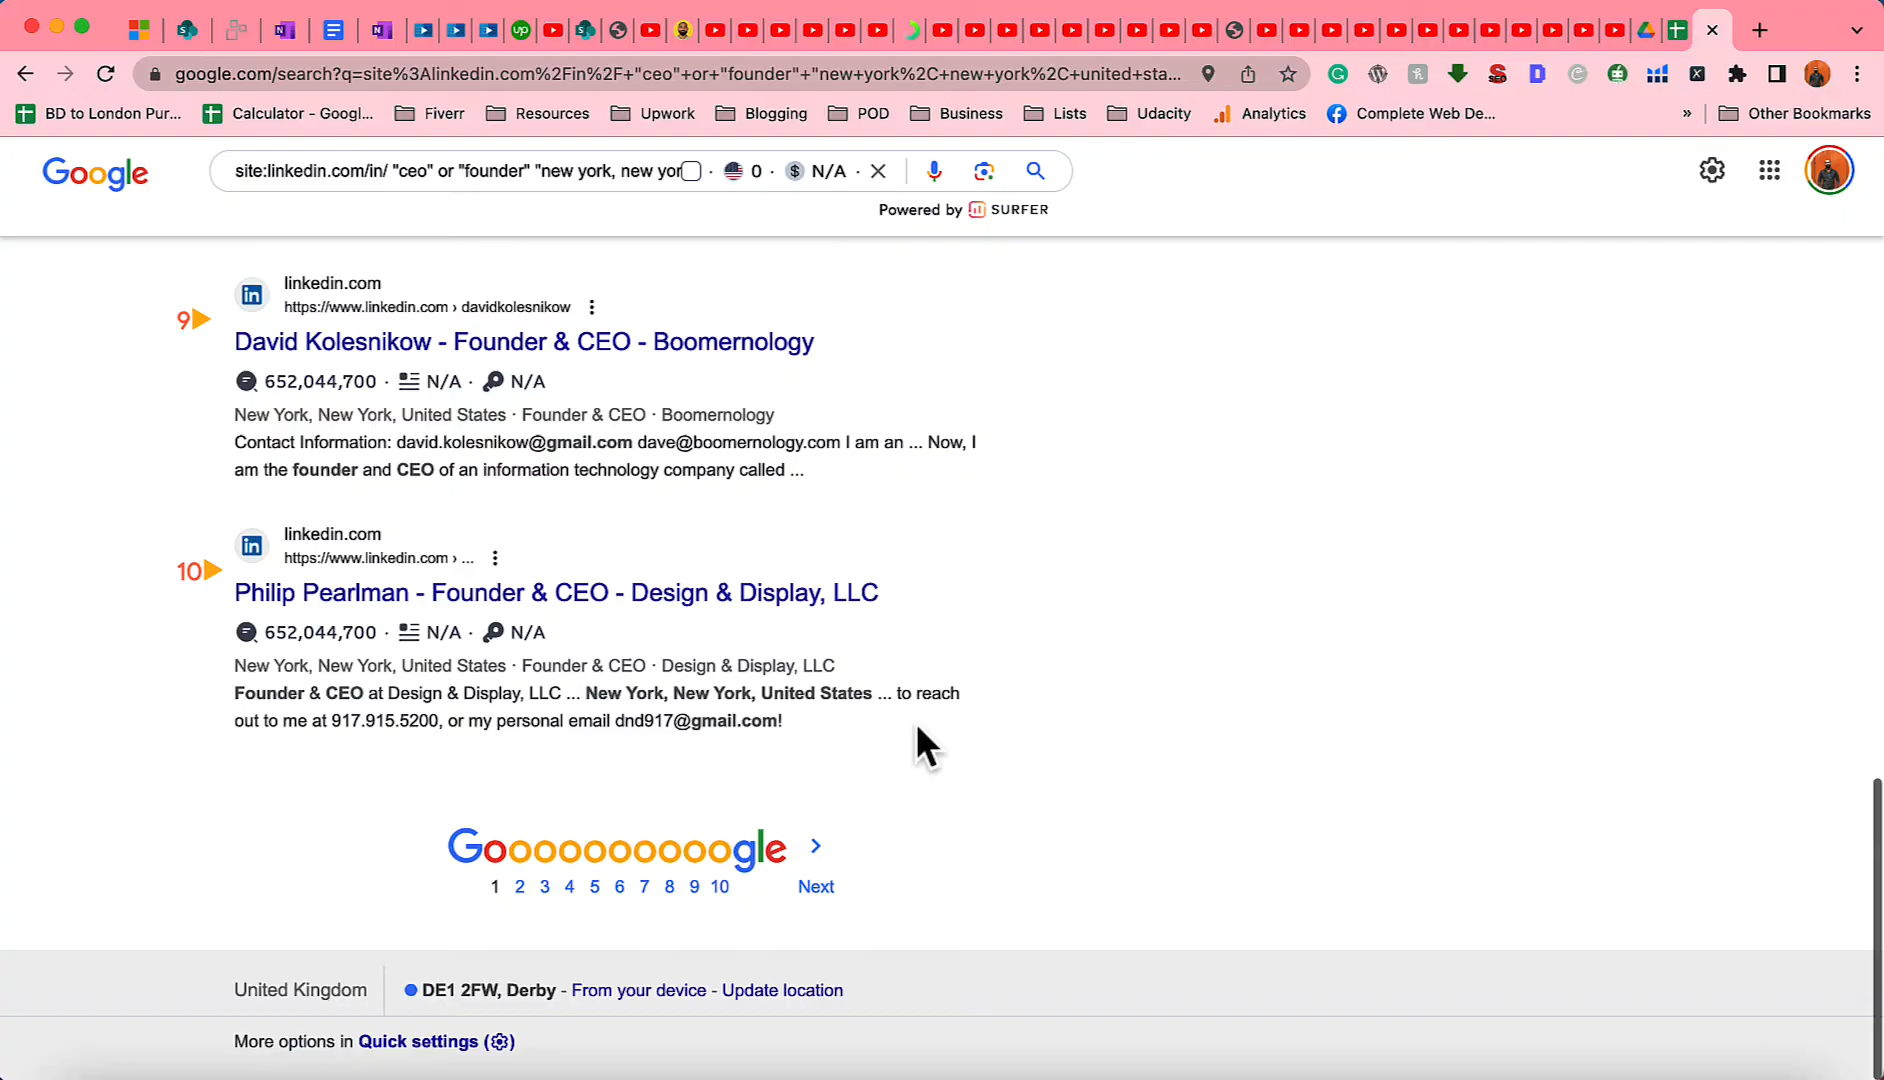 google.com/search?q=site%3Alinkedin.com%2Fin%2F+"ceo"+or+"founder"+"new+york%2C+new+york%2C+united+sta...
BD to London Pur... Calculator - Googl... Fiverr Resources Upwork Blogging POD Business Lists Udacity Analytics Complete Web De... » Other Bookmarks
Google site:linkedin.com/in/ "ceo" or "founder" "new york, new yor · 0 · N/A ·
Powered by SURFER
linkedin.com
https://www.linkedin.com › davidkolesnikow
9
David Kolesnikow - Founder & CEO - Boomernology
652,044,700 · N/A · N/A
New York, New York, United States · Founder & CEO · Boomernology
Contact Information: david.kolesnikow@gmail.com dave@boomernology.com I am an ... Now, I
am the founder and CEO of an information technology company called ...
linkedin.com
https://www.linkedin.com › ...
10
Philip Pearlman - Founder & CEO - Design & Display, LLC
652,044,700 · N/A · N/A
New York, New York, United States · Founder & CEO · Design & Display, LLC
Founder & CEO at Design & Display, LLC ... New York, New York, United States ... to reach
out to me at 917.915.5200, or my personal email dnd917@gmail.com!
Goooooooooogle >
1 2 3 4 5 6 7 8 9 10 Next
United Kingdom DE1 2FW, Derby - From your device - Update location
More options in Quick settings ( )